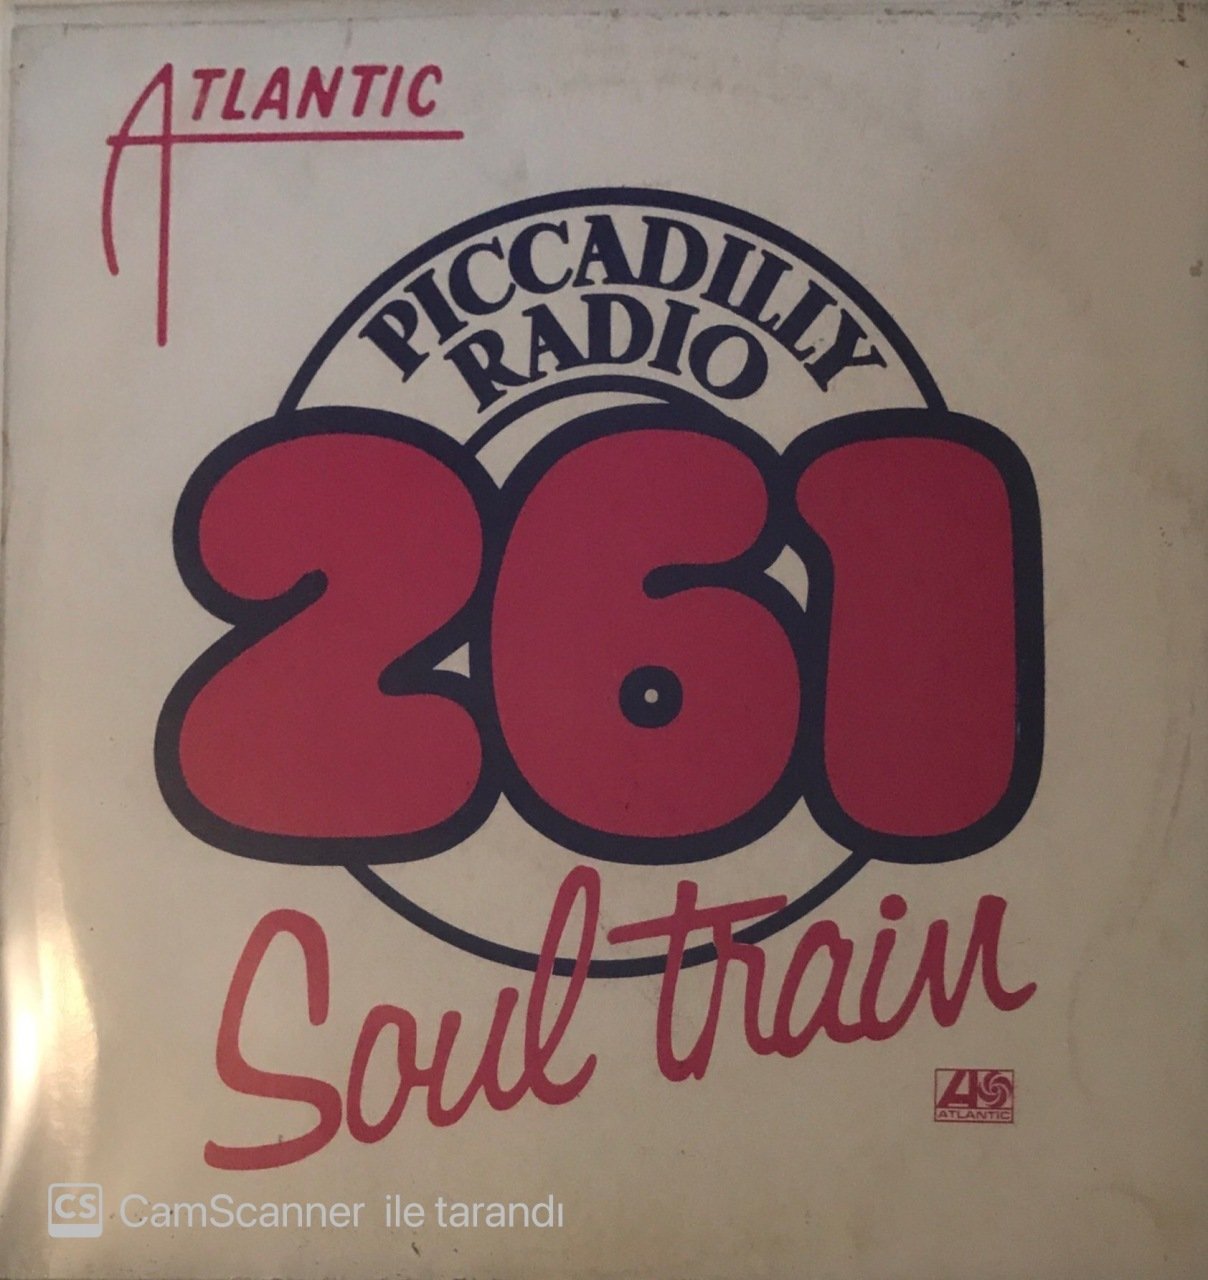 ATLANTIC
PICCADILLY
RADIO
261
Soul train
ATLANTIC
CS CamScanner ile tarandı